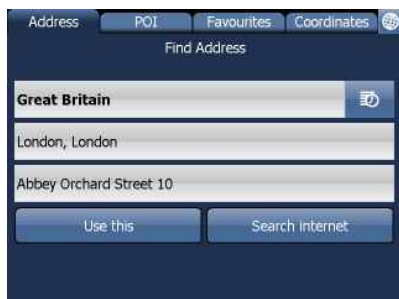 Address POI Favourites Coordinates
Find Address
Great Britain
London, London
Abbey Orchard Street 10
Use this Search internet